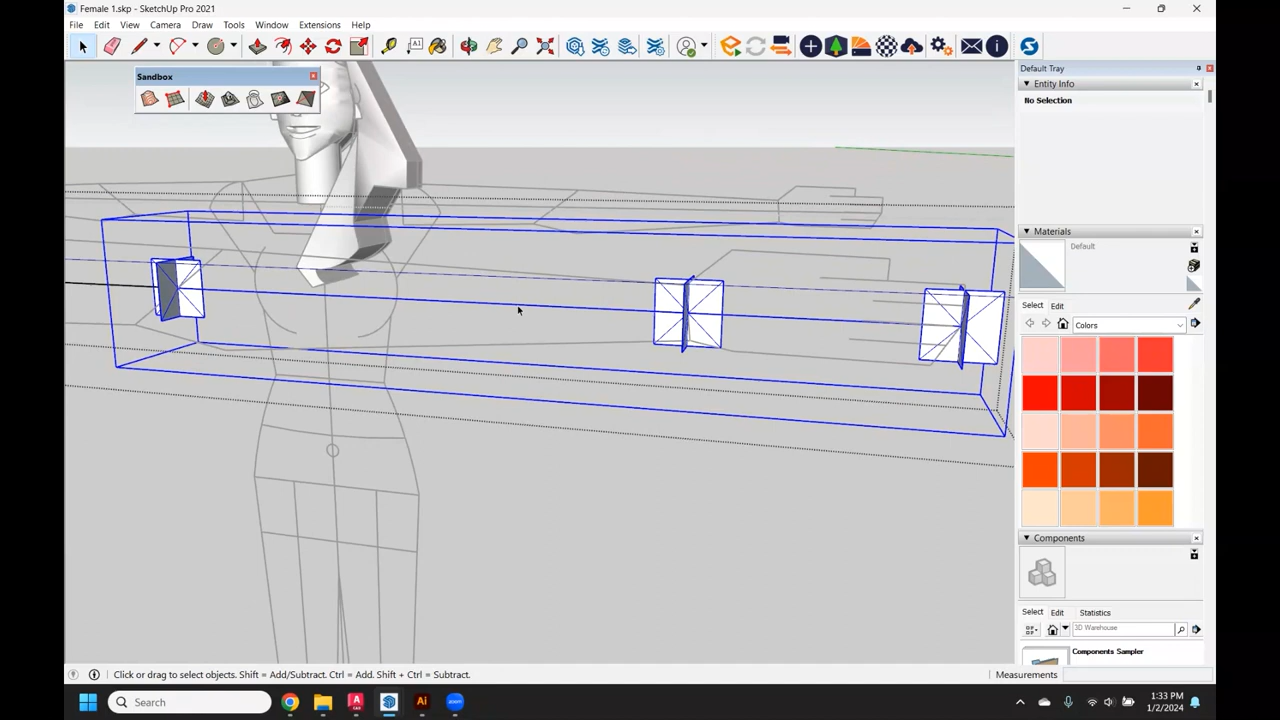 Female 1.skp - SketchUp Pro 2021
File Edit View Camera Draw Tools Window Extensions Help
Sandbox
Default Tray
Entity Info
No Selection
Materials
Default
Select Edit
Colors
Components
Select Edit Statistics
3D Warehouse
Components Sampler
Click or drag to select objects. Shift = Add/Subtract. Ctrl = Add. Shift + Ctrl = Subtract.
Measurements
Search
1:33 PM
1/2/2024